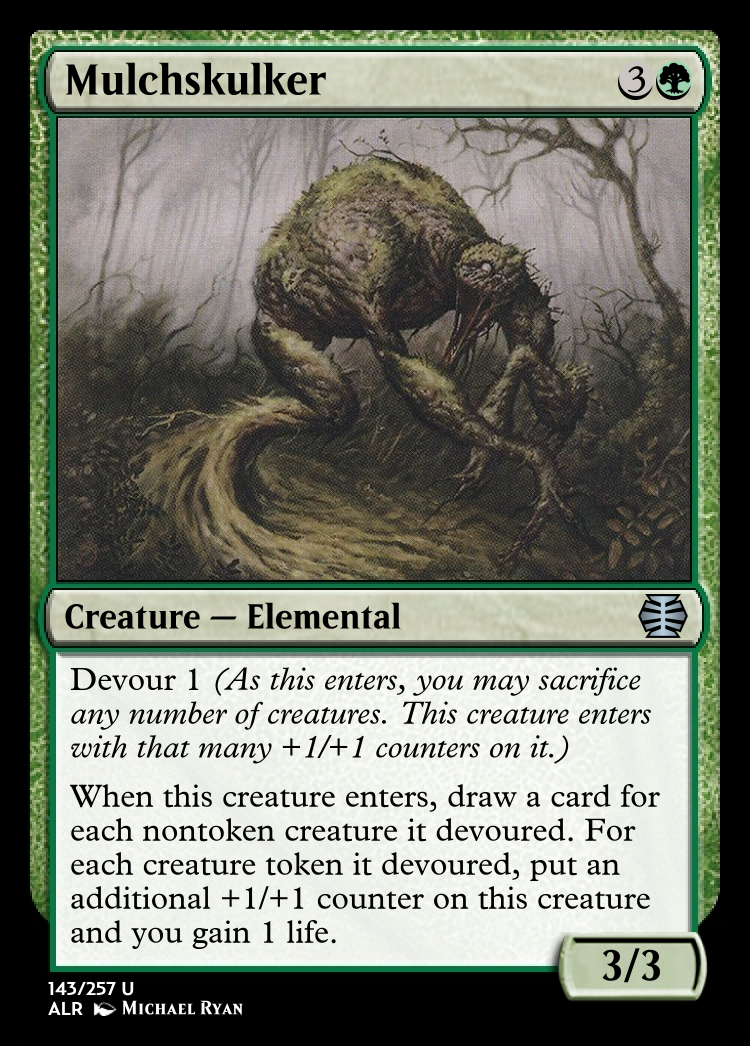 Mulchskulker 3
Creature — Elemental
Devour 1 (As this enters, you may sacrifice
any number of creatures. This creature enters
with that many +1/+1 counters on it.)
When this creature enters, draw a card for
each nontoken creature it devoured. For
each creature token it devoured, put an
additional +1/+1 counter on this creature
and you gain 1 life.
3/3
143/257 U
ALR Michael Ryan